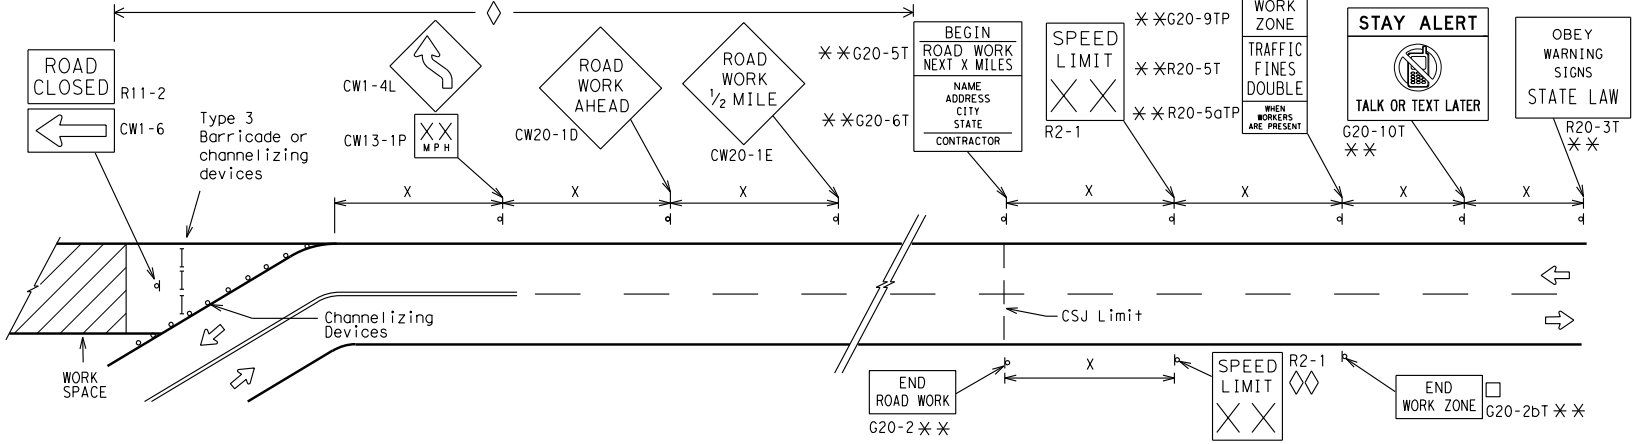 ROAD
CLOSED
R11-2
CW1-6
Type 3
Barricade or
channelizing
devices
CW1-4L
CW13-1P
XX
MPH
ROAD
WORK
AHEAD
CW20-1D
ROAD
WORK
1/2 MILE
CW20-1E
**G20-5T
**G20-6T
BEGIN
ROAD WORK
NEXT X MILES
NAME
ADDRESS
CITY
STATE
CONTRACTOR
SPEED
LIMIT
XX
R2-1
**G20-9TP
**R20-5T
**R20-5aTP
WORK
ZONE
TRAFFIC
FINES
DOUBLE
WHEN
WORKERS
ARE PRESENT
STAY ALERT
TALK OR TEXT LATER
G20-10T
**
OBEY
WARNING
SIGNS
STATE LAW
R20-3T
**
X
X
X
X
X
X
Channelizing
Devices
CSJ Limit
WORK
SPACE
END
ROAD WORK
G20-2 **
X
SPEED
LIMIT
XX
R2-1
END
WORK ZONE
G20-2bT **